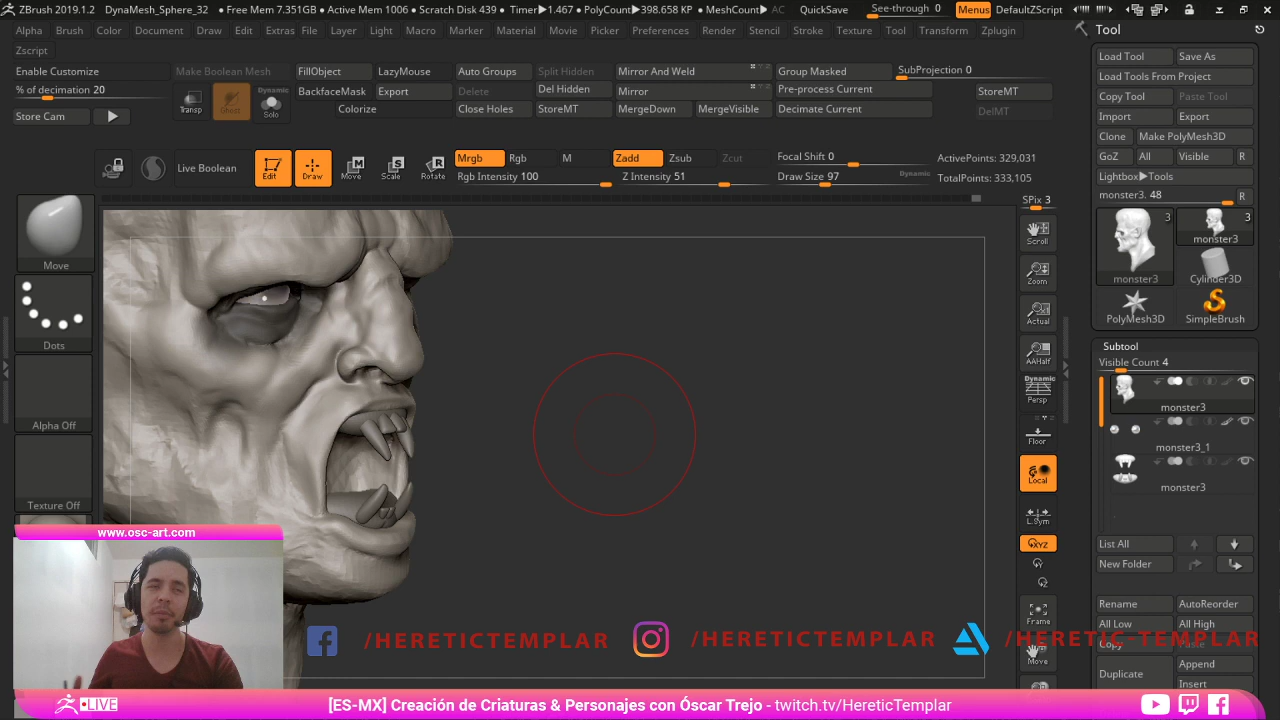 ZBrush 2019.1.2 DynaMesh_Sphere_32 • Free Mem 7.351GB • Active Mem 1006 • Scratch Disk 439 • Timer▶1.467 • PolyCount▶398.658 KP • MeshCount▶ AC QuickSave See-through 0 Menus DefaultZScript
Alpha Brush Color Document Draw Edit Extras File Layer Light Macro Marker Material Movie Picker Preferences Render Stencil Stroke Texture Tool Transform Zplugin
Zscript
Enable Customize Make Boolean Mesh FillObject LazyMouse Auto Groups Split Hidden Mirror And Weld Group Masked SubProjection 0
% of decimation 20 Transp Ghost Dynamic Solo BackfaceMask Export Delete Del Hidden Mirror Pre-process Current StoreMT
Store Cam Colorize Close Holes StoreMT MergeDown MergeVisible Decimate Current DelMT
Live Boolean Edit Draw Move Scale Rotate Mrgb Rgb M Zadd Zsub Zcut Focal Shift 0 ActivePoints: 329,031
Rgb Intensity 100 Z Intensity 51 Draw Size 97 Dynamic TotalPoints: 333,105
Move
Dots
Alpha Off
Texture Off
SPix 3
Scroll
Zoom
Actual
AAHalf
Dynamic
Persp
Floor
Local
L.Sym
XYZ
Frame
Move
Tool
Load Tool Save As
Load Tools From Project
Copy Tool Paste Tool
Import Export
Clone Make PolyMesh3D
GoZ All Visible R
Lightbox▶Tools
monster3. 48 R
3 3
monster3
monster3 Cylinder3D
PolyMesh3D SimpleBrush
Subtool
Visible Count 4
monster3
monster3_1
monster3
List All
New Folder
Rename AutoReorder
All Low All High
Copy Paste
Duplicate Append
Insert
www.osc-art.com
/HERETICTEMPLAR /HERETICTEMPLAR /HERETIC-TEMPLAR
LIVE [ES-MX] Creación de Criaturas & Personajes con Óscar Trejo - twitch.tv/HereticTemplar